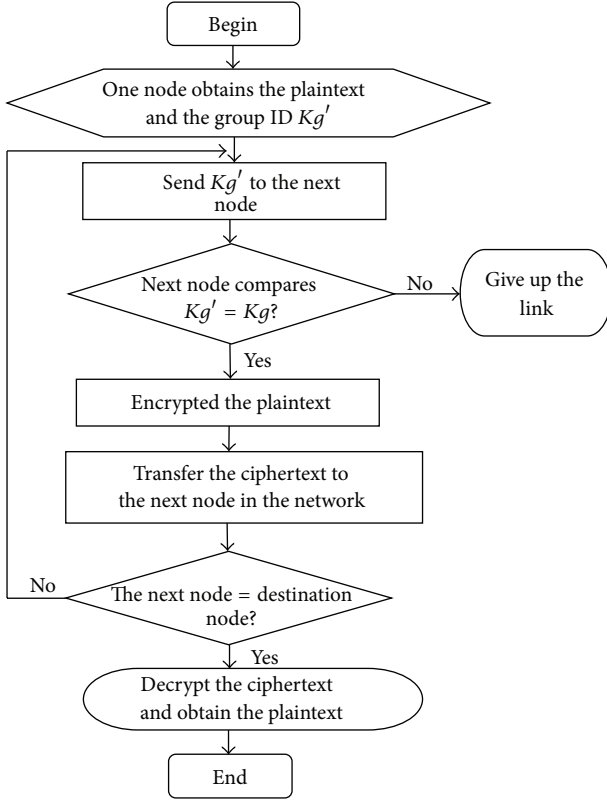 Begin
One node obtains the plaintext
and the group ID Kg′
Send Kg′ to the next
node
Next node compares
Kg′ = Kg?
No
Give up the
link
Yes
Encrypted the plaintext
Transfer the ciphertext to
the next node in the network
No
The next node = destination
node?
Yes
Decrypt the ciphertext
and obtain the plaintext
End